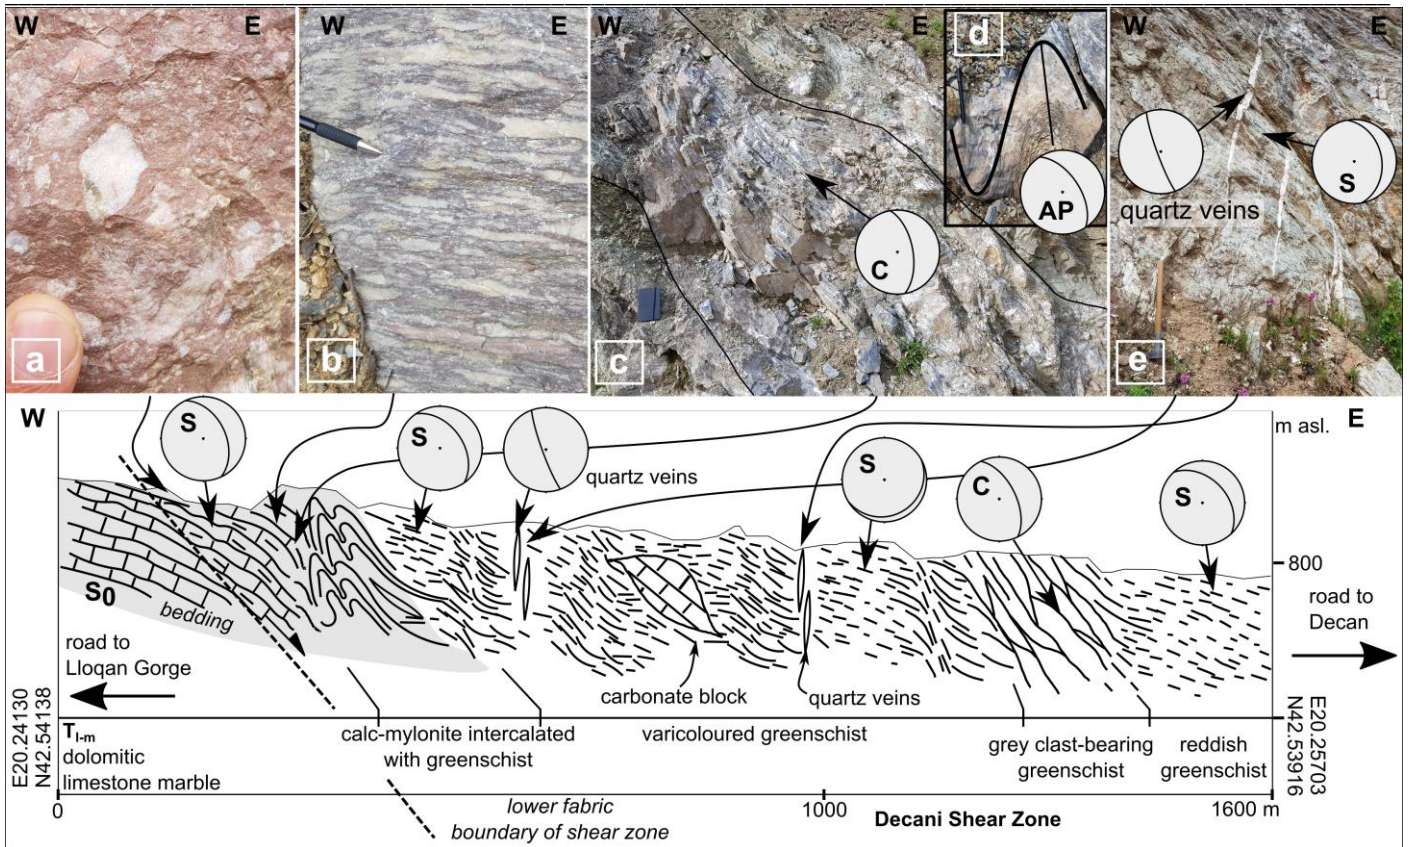 W E
W E
W E
d
W E
C
AP
quartz veins
S
a
b
c
e
W
S
S
quartz veins
S
C
S
m asl.
E
800
S0
bedding
road to
Lloqan Gorge
road to
Decan
carbonate block
quartz veins
E20.24130
N42.54138
Tl-m
dolomitic
limestone marble
calc-mylonite intercalated
with greenschist
varicoloured greenschist
grey clast-bearing
greenschist
reddish
greenschist
N42.53916
E20.25703
0
lower fabric
boundary of shear zone
1000
Decani Shear Zone
1600 m